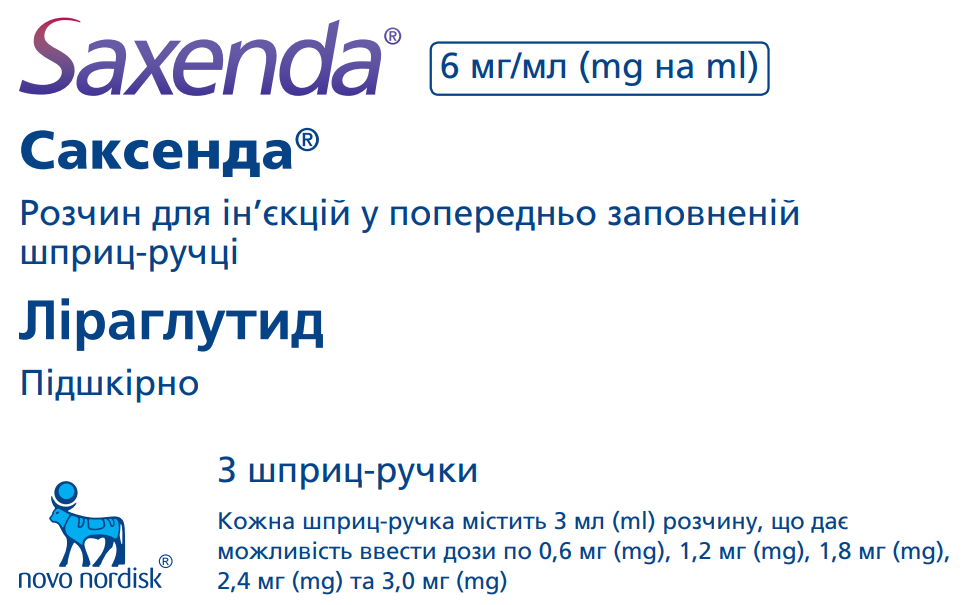 Saxenda®
6 мг/мл (mg на ml)
Саксенда®
Розчин для ін’єкцій у попередньо заповненій
шприц-ручці
Ліраглутид
Підшкірно
3 шприц-ручки
Кожна шприц-ручка містить 3 мл (ml) розчину, що дає
можливість ввести дози по 0,6 мг (mg), 1,2 мг (mg), 1,8 мг (mg),
2,4 мг (mg) та 3,0 мг (mg)
novo nordisk®